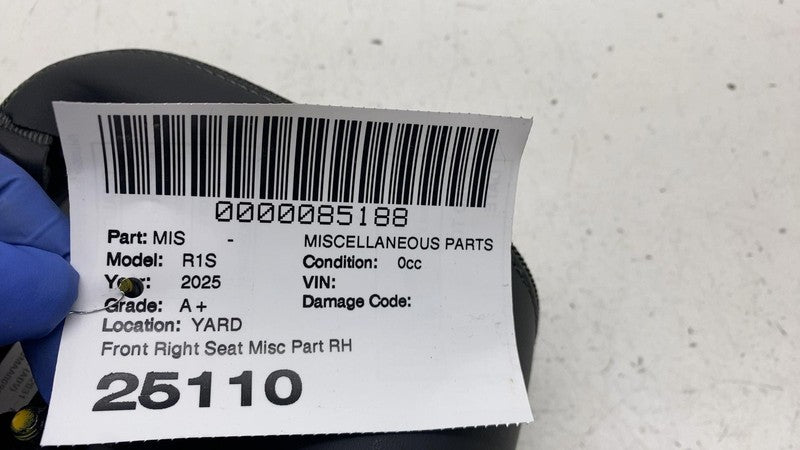 0000085188
Part: MIS - MISCELLANEOUS PARTS
Model: R1S Condition: 0cc
Year: 2025 VIN:
Grade: A+ Damage Code:
Location: YARD
Front Right Seat Misc Part RH
25110